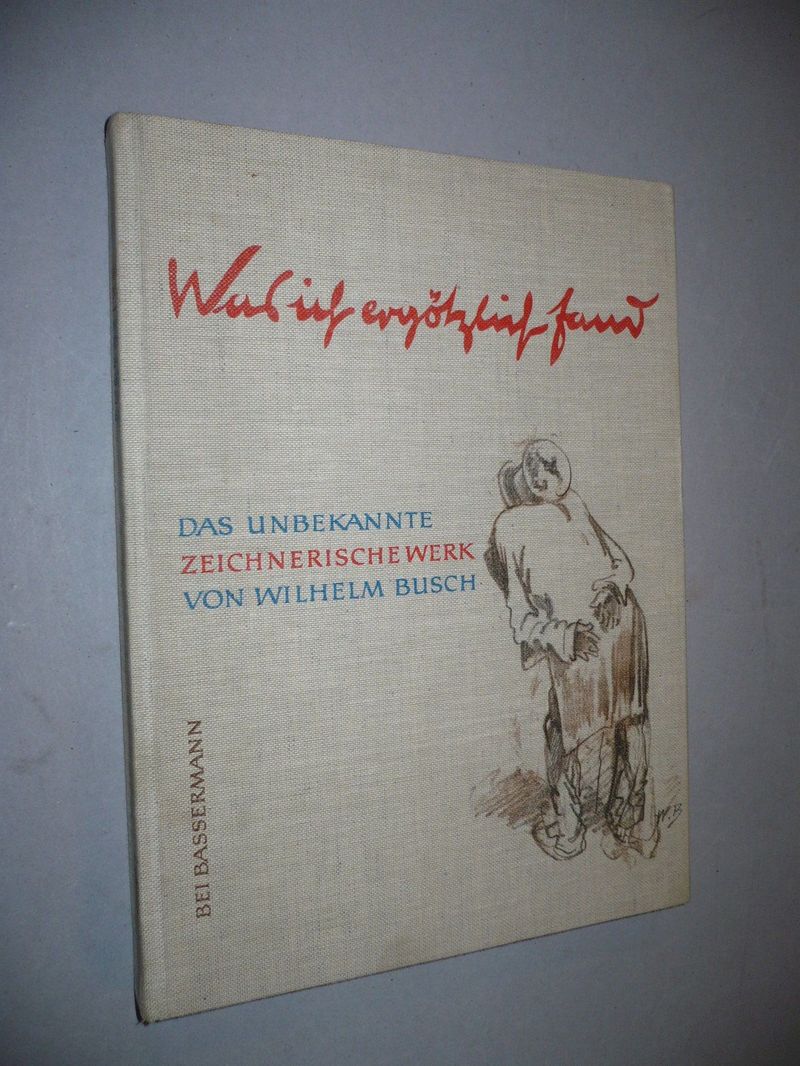 Was ich ergötzlich fand
DAS UNBEKANNTE
ZEICHNERISCHE WERK
VON WILHELM BUSCH
W.B
BEI BASSERMANN